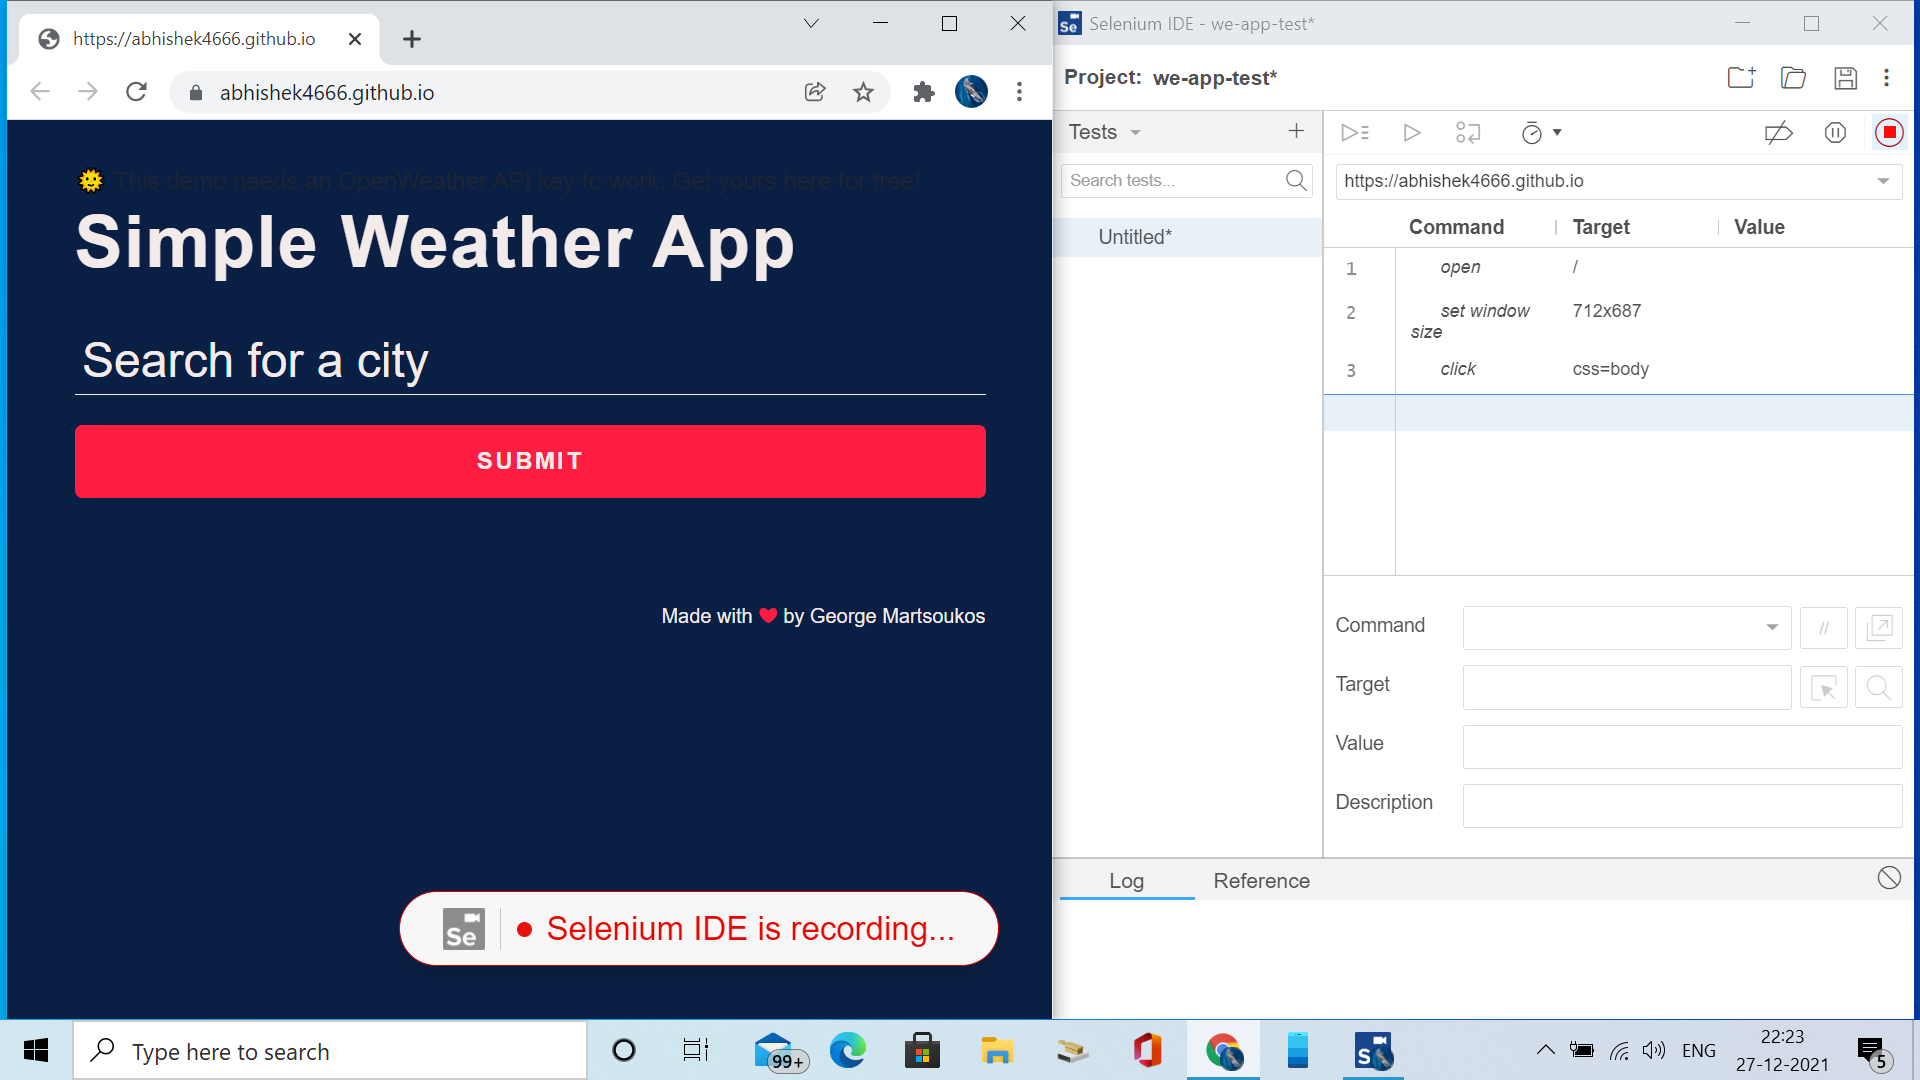 https://abhishek4666.github.io
abhishek4666.github.io
🌞 This demo needs an OpenWeather API key to work. Get yours here for free!
Simple Weather App
Search for a city
SUBMIT
Made with ❤ by George Martsoukos
Se
Selenium IDE is recording...
Se Selenium IDE - we-app-test*
Project: we-app-test*
Tests
Search tests...
Untitled*
https://abhishek4666.github.io
Command Target Value
1 open /
2 set window size 712x687
3 click css=body
Command
//
Target
Value
Description
Log Reference
Type here to search
99+
S
ENG
22:23
27-12-2021
5